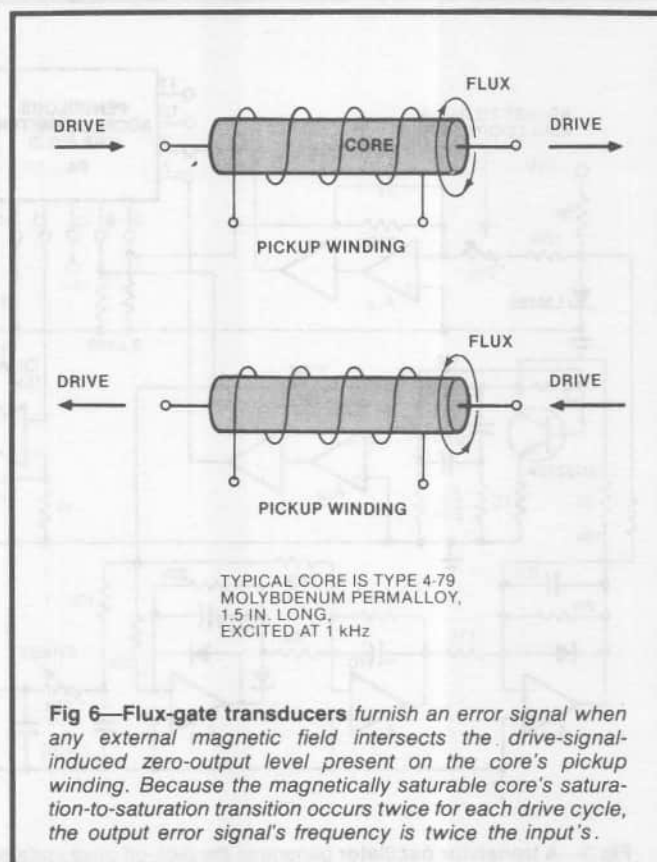 FLUX
DRIVE
CORE
DRIVE
PICKUP WINDING
FLUX
DRIVE
DRIVE
PICKUP WINDING
TYPICAL CORE IS TYPE 4-79
MOLYBDENUM PERMALLOY,
1.5 IN. LONG,
EXCITED AT 1 kHz
Fig 6—Flux-gate transducers furnish an error signal when
any external magnetic field intersects the drive-signal-
induced zero-output level present on the core's pickup
winding. Because the magnetically saturable core's satura-
tion-to-saturation transition occurs twice for each drive cycle,
the output error signal's frequency is twice the input's.